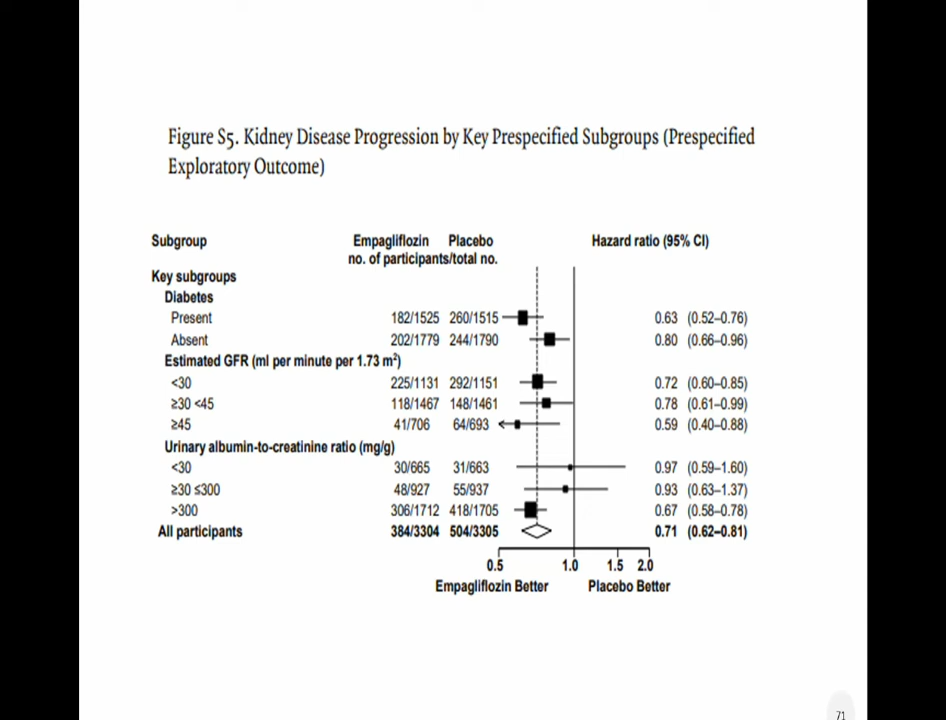 Figure S5. Kidney Disease Progression by Key Prespecified Subgroups (Prespecified
Exploratory Outcome)
Subgroup Empagliflozin Placebo Hazard ratio (95% CI)
no. of participants/total no.
Key subgroups
Diabetes
Present 182/1525 260/1515 0.63 (0.52–0.76)
Absent 202/1779 244/1790 0.80 (0.66–0.96)
Estimated GFR (ml per minute per 1.73 m²)
<30 225/1131 292/1151 0.72 (0.60–0.85)
≥30 <45 118/1467 148/1461 0.78 (0.61–0.99)
≥45 41/706 64/693 0.59 (0.40–0.88)
Urinary albumin-to-creatinine ratio (mg/g)
<30 30/665 31/663 0.97 (0.59–1.60)
≥30 ≤300 48/927 55/937 0.93 (0.63–1.37)
>300 306/1712 418/1705 0.67 (0.58–0.78)
All participants 384/3304 504/3305 0.71 (0.62–0.81)
0.5 1.0 1.5 2.0
Empagliflozin Better Placebo Better
71